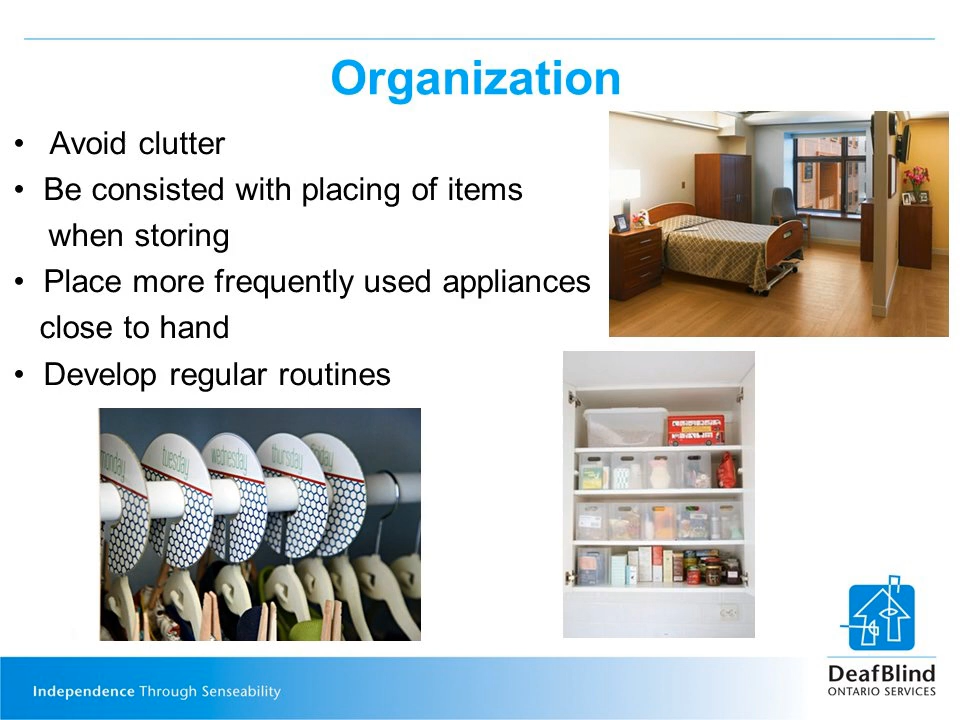 Organization
• Avoid clutter
• Be consisted with placing of items
when storing
• Place more frequently used appliances
close to hand
• Develop regular routines
monday
tuesday
wednesday
thursday
friday
Independence Through Senseability
DeafBlind
ONTARIO SERVICES